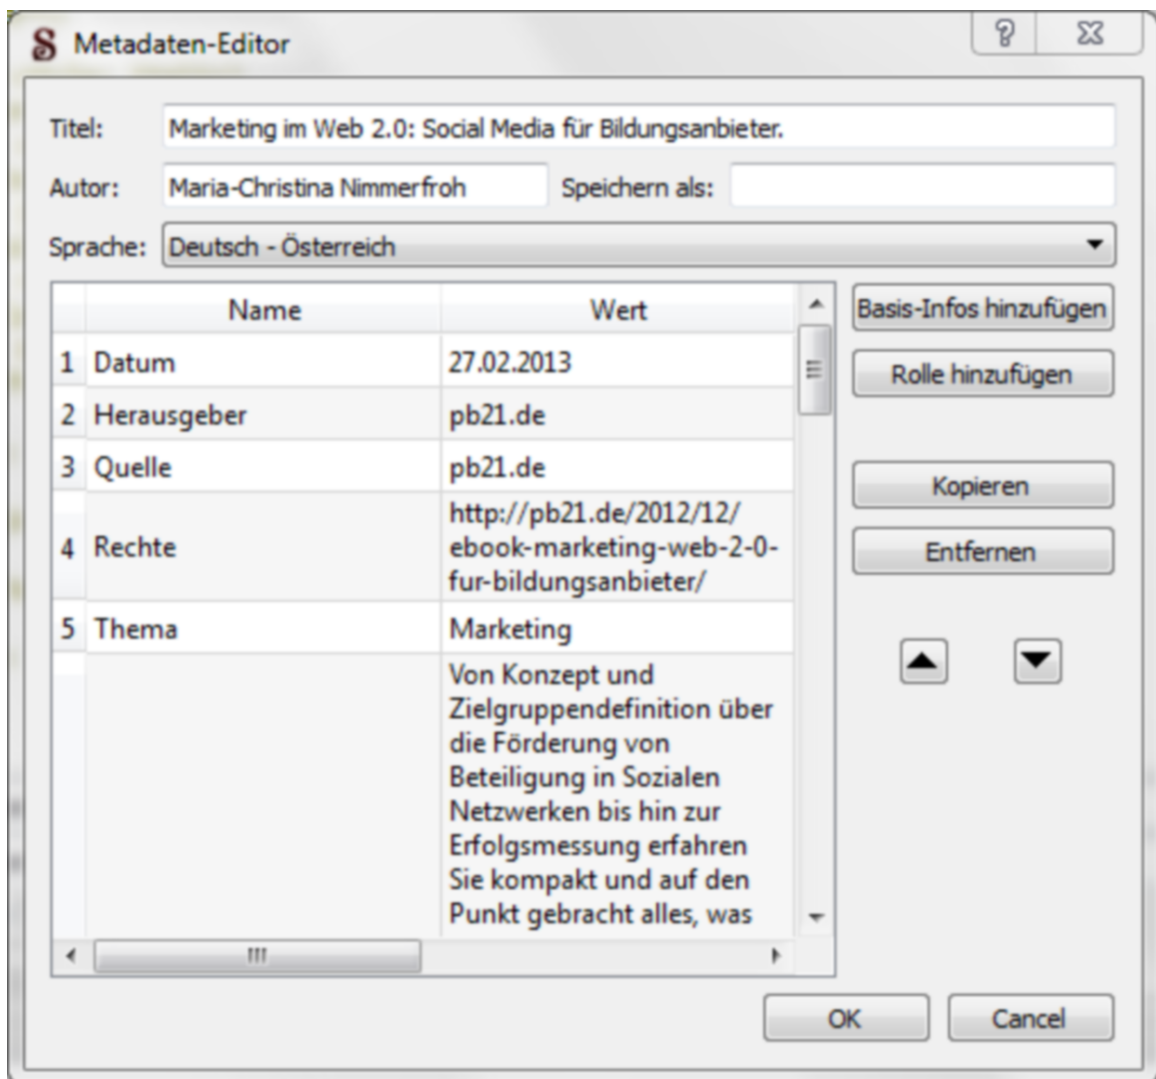 Metadaten-Editor
Titel: Marketing im Web 2.0: Social Media für Bildungsanbieter.
Autor: Maria-Christina Nimmerfroh Speichern als:
Sprache: Deutsch - Österreich
Name Wert
1 Datum 27.02.2013
2 Herausgeber pb21.de
3 Quelle pb21.de
4 Rechte http://pb21.de/2012/12/
ebook-marketing-web-2-0-
fur-bildungsanbieter/
5 Thema Marketing
Von Konzept und
Zielgruppendefinition über
die Förderung von
Beteiligung in Sozialen
Netzwerken bis hin zur
Erfolgsmessung erfahren
Sie kompakt und auf den
Punkt gebracht alles, was
Basis-Infos hinzufügen
Rolle hinzufügen
Kopieren
Entfernen
OK Cancel